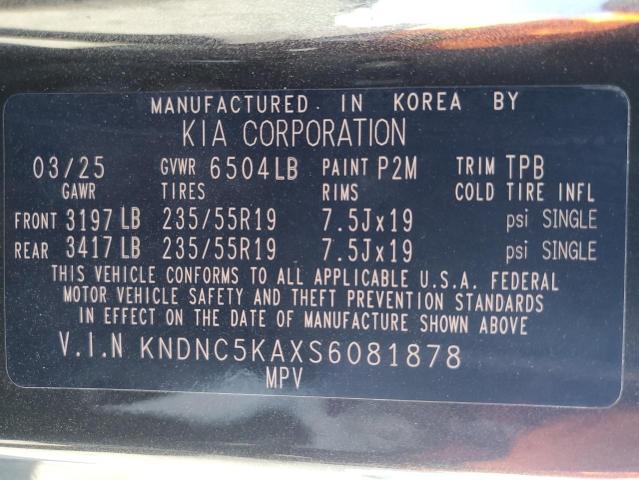 MANUFACTURED IN KOREA BY
KIA CORPORATION
03/25 GVWR 6504LB PAINT P2M TRIM TPB
GAWR TIRES RIMS COLD TIRE INFL
FRONT 3197 LB 235/55R19 7.5Jx19 psi SINGLE
REAR 3417 LB 235/55R19 7.5Jx19 psi SINGLE
THIS VEHICLE CONFORMS TO ALL APPLICABLE U.S.A. FEDERAL
MOTOR VEHICLE SAFETY AND THEFT PREVENTION STANDARDS
IN EFFECT ON THE DATE OF MANUFACTURE SHOWN ABOVE
V.I.N KNDNC5KAXS6081878
MPV